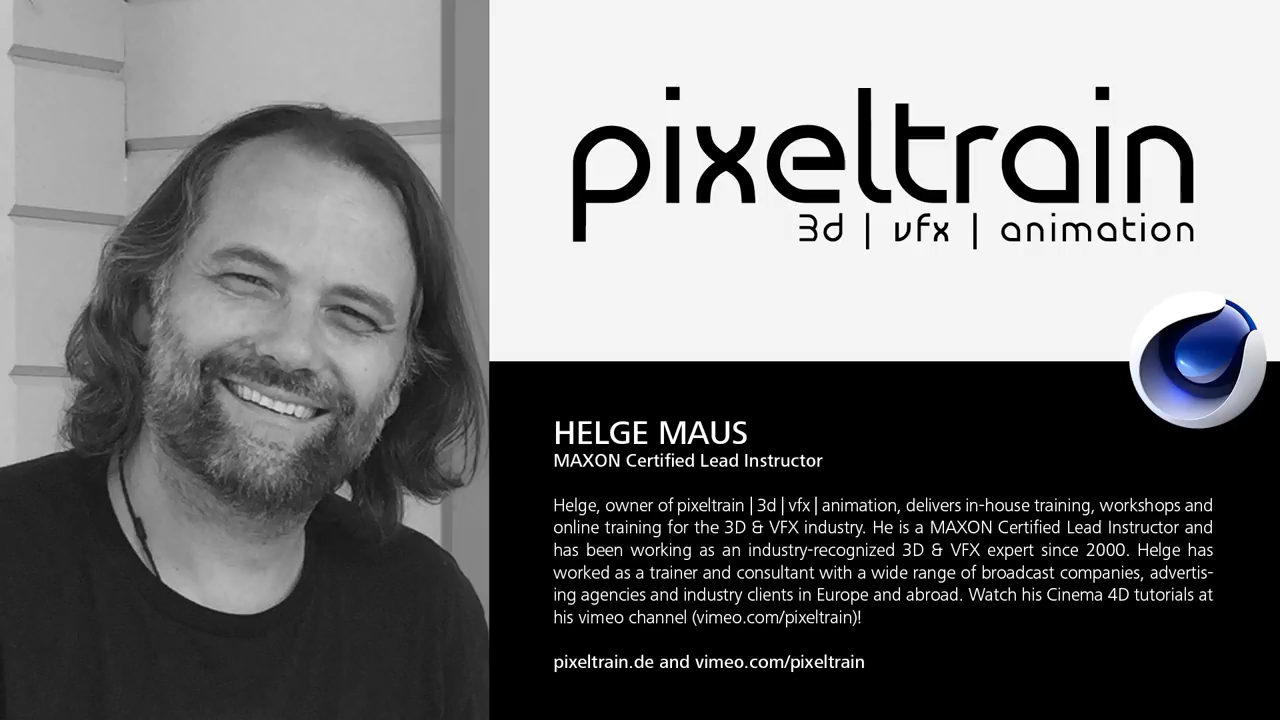 pixeltrain
3d | vfx | animation
HELGE MAUS
MAXON Certified Lead Instructor
Helge, owner of pixeltrain | 3d | vfx | animation, delivers in-house training, workshops and
online training for the 3D & VFX industry. He is a MAXON Certified Lead Instructor and
has been working as an industry-recognized 3D & VFX expert since 2000. Helge has
worked as a trainer and consultant with a wide range of broadcast companies, advertis-
ing agencies and industry clients in Europe and abroad. Watch his Cinema 4D tutorials at
his vimeo channel (vimeo.com/pixeltrain)!
pixeltrain.de and vimeo.com/pixeltrain